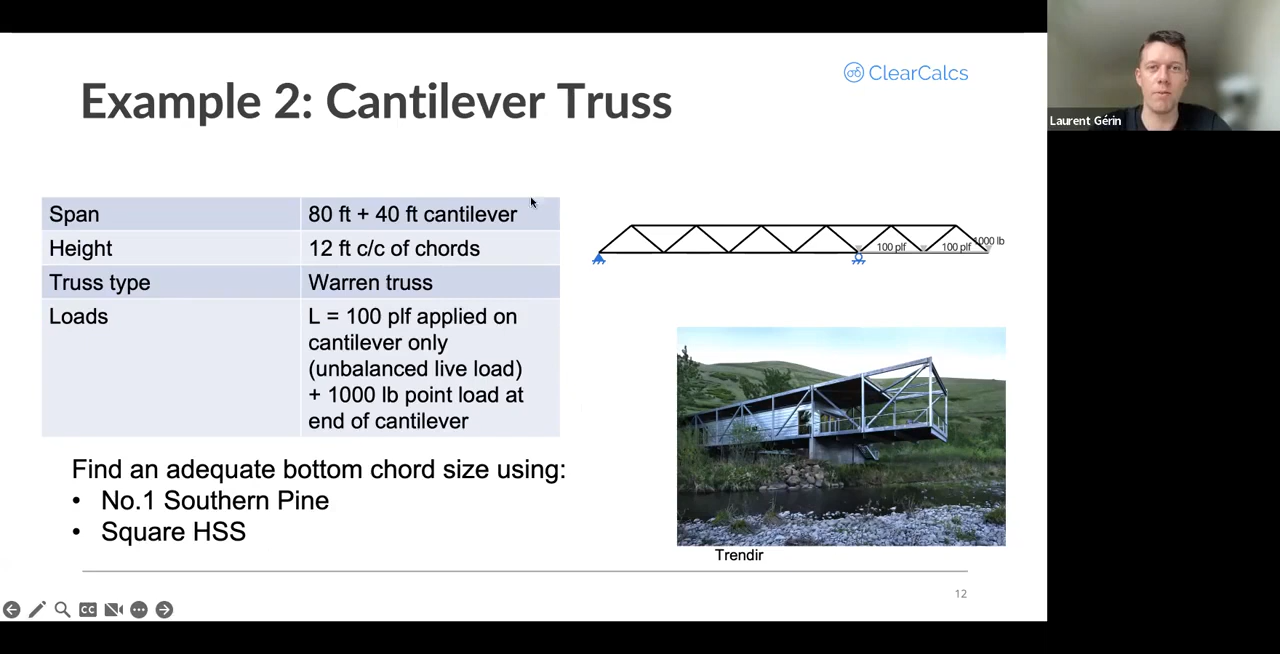 ClearCalcs
Example 2: Cantilever Truss
Laurent Gérin
Span
80 ft + 40 ft cantilever
Height
12 ft c/c of chords
Truss type
Warren truss
Loads
L = 100 plf applied on
cantilever only
(unbalanced live load)
+ 1000 lb point load at
end of cantilever
100 plf
100 plf
1000 lb
Find an adequate bottom chord size using:
• No.1 Southern Pine
• Square HSS
Trendir
12
CC